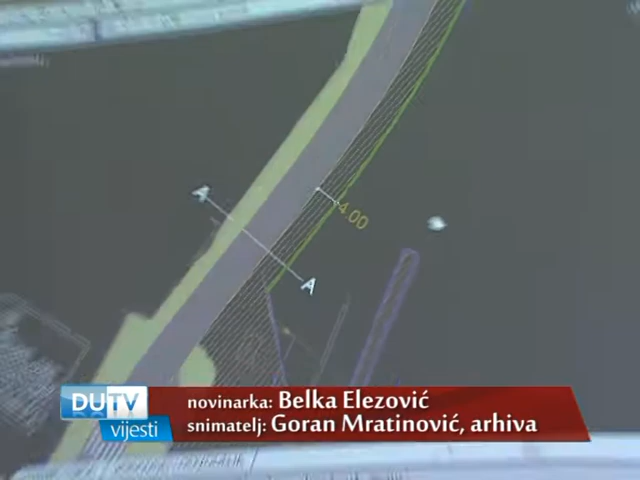 A
4.00
A
DUTV
vijesti
novinarka: Belka Elezović
snimatelj: Goran Mratinović, arhiva